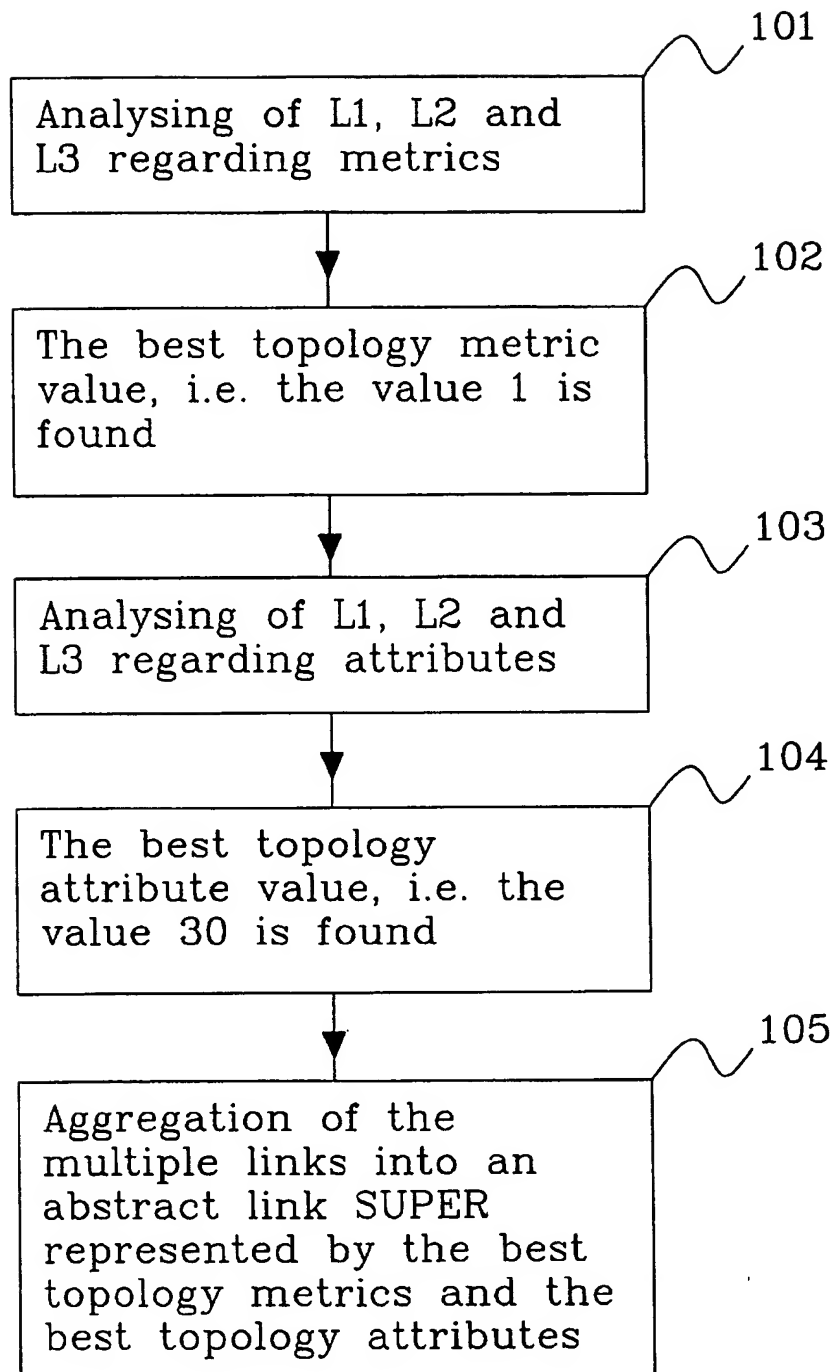 101
Analysing of L1, L2 and
L3 regarding metrics
102
The best topology metric
value, i.e. the value 1 is
found
103
Analysing of L1, L2 and
L3 regarding attributes
104
The best topology
attribute value, i.e. the
value 30 is found
105
Aggregation of the
multiple links into an
abstract link SUPER
represented by the best
topology metrics and the
best topology attributes